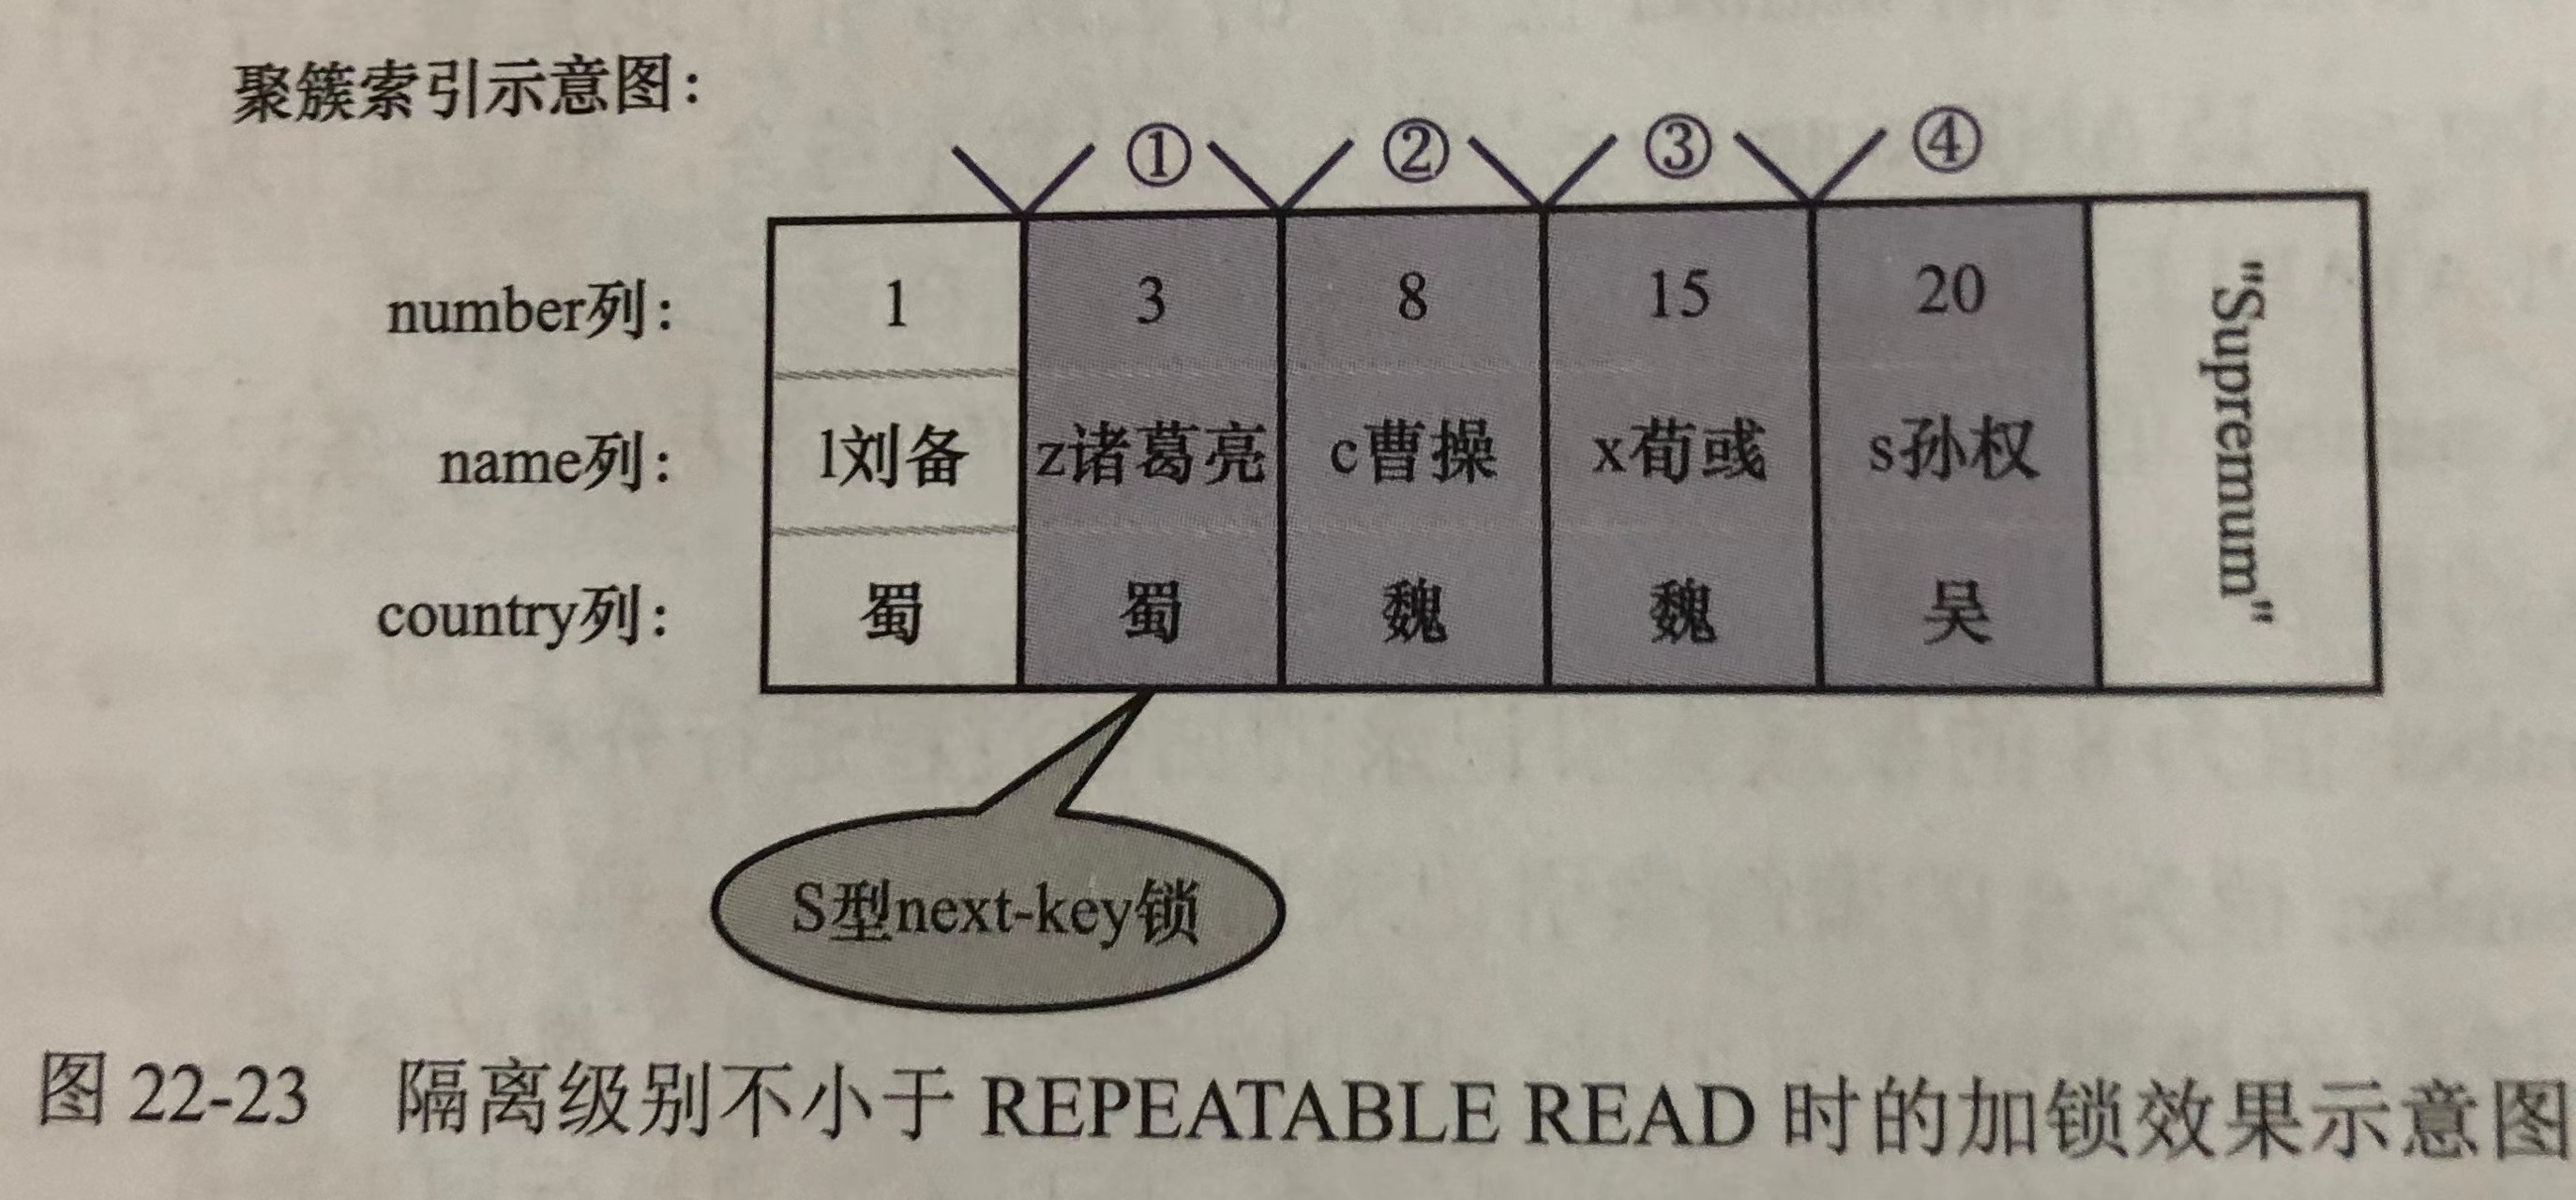 聚簇索引示意图：
① ② ③ ④
number列： 1 3 8 15 20 "Supremum"
name列： l刘备 z诸葛亮 c曹操 x荀彧 s孙权
country列： 蜀 蜀 魏 魏 吴
S型next-key锁
图 22-23 隔离级别不小于 REPEATABLE READ 时的加锁效果示意图